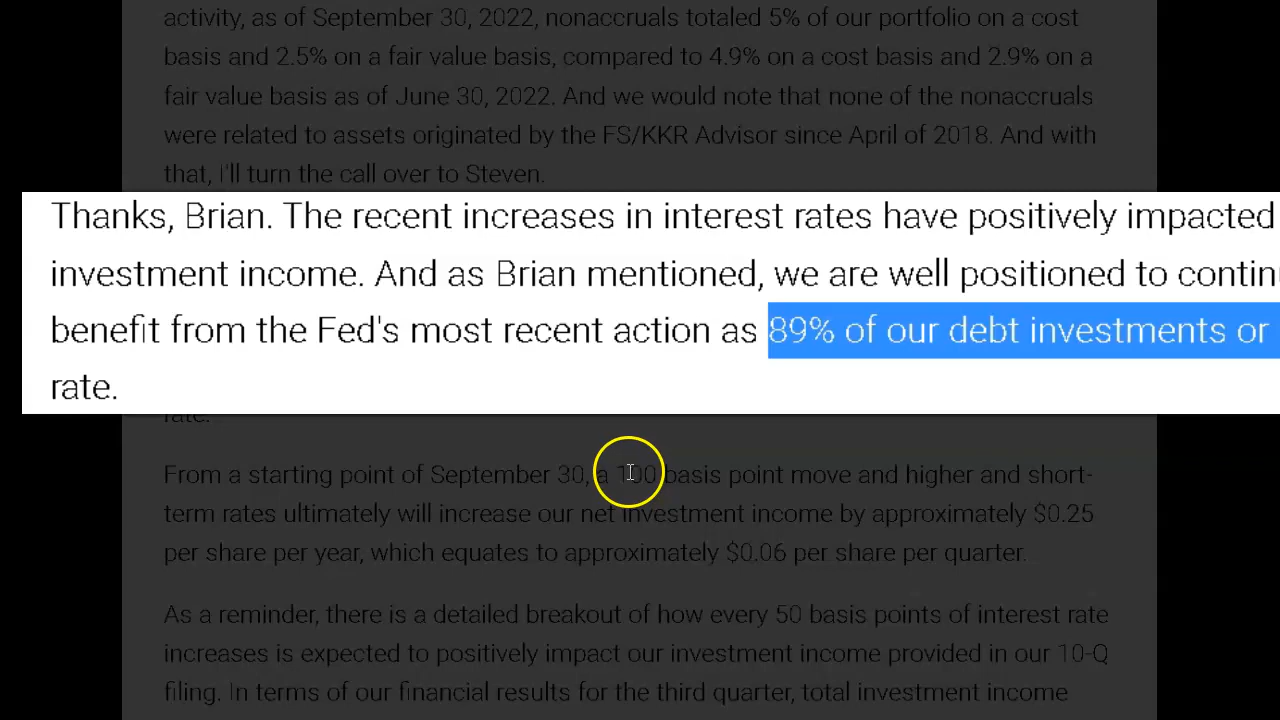 activity, as of September 30, 2022, nonaccruals totaled 5% of our portfolio on a cost
basis and 2.5% on a fair value basis, compared to 4.9% on a cost basis and 2.9% on a
fair value basis as of June 30, 2022. And we would note that none of the nonaccruals
were related to assets originated by the FS/KKR Advisor since April of 2018. And with
that, I'll turn the call over to Steven.
Thanks, Brian. The recent increases in interest rates have positively impacted
investment income. And as Brian mentioned, we are well positioned to contin
benefit from the Fed's most recent action as 89% of our debt investments or
rate.
rate.
From a starting point of September 30, a 100 basis point move and higher and short-
term rates ultimately will increase our net investment income by approximately $0.25
per share per year, which equates to approximately $0.06 per share per quarter.
As a reminder, there is a detailed breakout of how every 50 basis points of interest rate
increases is expected to positively impact our investment income provided in our 10-Q
filing. In terms of our financial results for the third quarter, total investment income